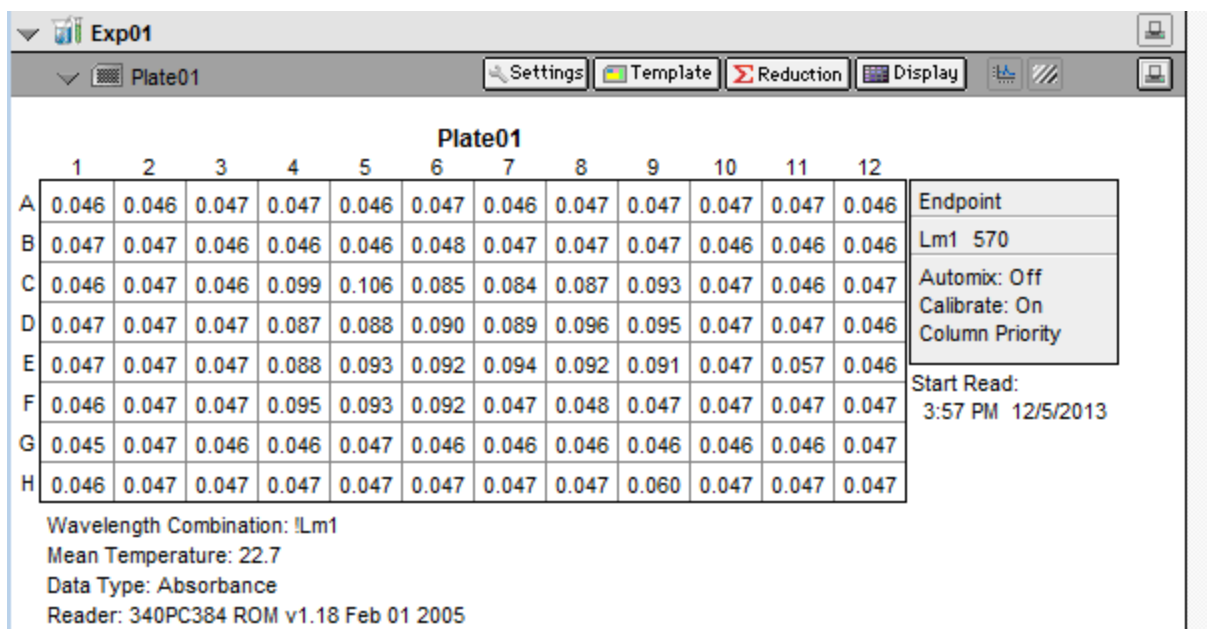 Exp01
Plate01 Settings Template Reduction Display
Plate01
1 2 3 4 5 6 7 8 9 10 11 12
A 0.046 0.046 0.047 0.047 0.046 0.047 0.046 0.047 0.047 0.047 0.047 0.046 Endpoint
B 0.047 0.047 0.046 0.046 0.046 0.048 0.047 0.047 0.046 0.046 0.046 0.046 Lm1 570
C 0.046 0.047 0.046 0.099 0.106 0.085 0.084 0.087 0.093 0.047 0.046 0.047 Automix: Off
Calibrate: On
D 0.047 0.047 0.047 0.087 0.088 0.090 0.089 0.096 0.095 0.047 0.047 0.046 Column Priority
E 0.047 0.047 0.047 0.088 0.093 0.092 0.094 0.092 0.091 0.047 0.057 0.046
Start Read:
F 0.046 0.047 0.047 0.095 0.093 0.092 0.047 0.048 0.047 0.047 0.047 0.047 3:57 PM 12/5/2013
G 0.045 0.047 0.046 0.046 0.047 0.046 0.046 0.046 0.046 0.046 0.046 0.047
H 0.046 0.047 0.047 0.047 0.047 0.047 0.047 0.047 0.060 0.047 0.047 0.047
Wavelength Combination: !Lm1
Mean Temperature: 22.7
Data Type: Absorbance
Reader: 340PC384 ROM v1.18 Feb 01 2005